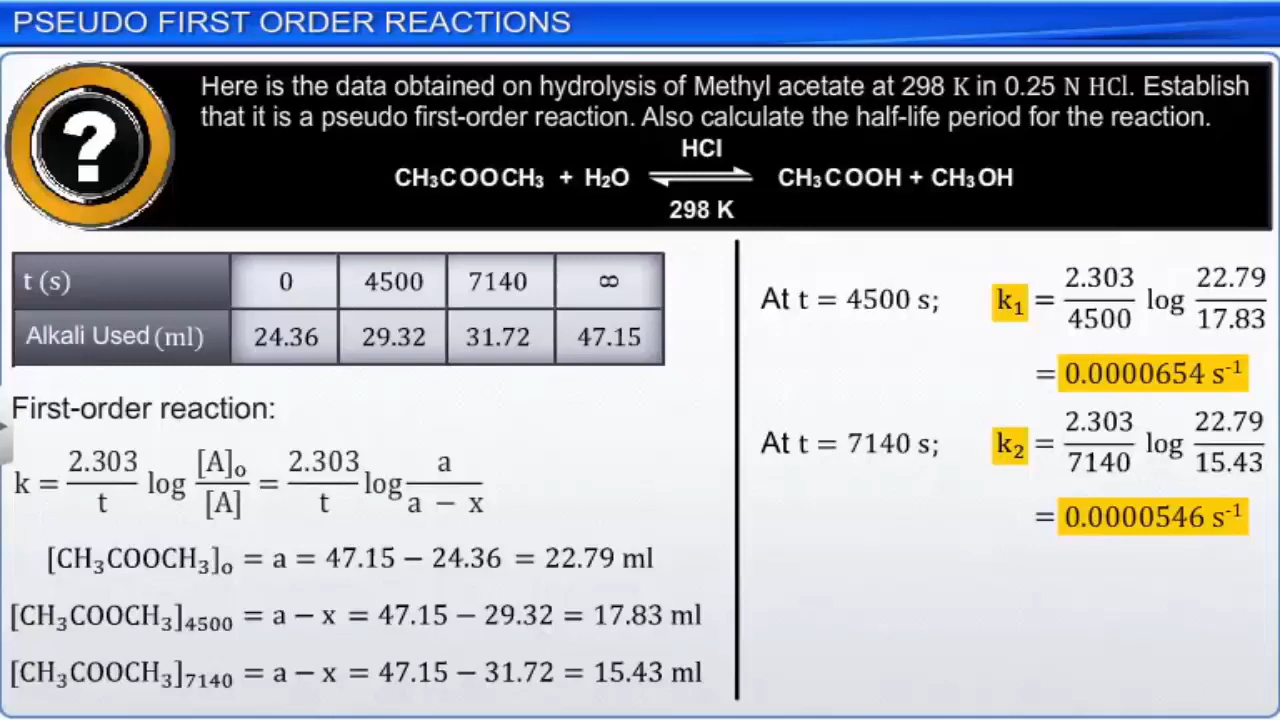 PSEUDO FIRST ORDER REACTIONS
?
Here is the data obtained on hydrolysis of Methyl acetate at 298 K in 0.25 N HCl. Establish
that it is a pseudo first-order reaction. Also calculate the half-life period for the reaction.
HCl
CH₃COOCH₃ + H₂O ⇌ CH₃COOH + CH₃OH
298 K
t (s) 0 4500 7140 ∞
Alkali Used (ml) 24.36 29.32 31.72 47.15
First-order reaction:
k = 2.303/t log [A]₀/[A] = 2.303/t log a/(a − x)
[CH₃COOCH₃]₀ = a = 47.15 − 24.36 = 22.79 ml
[CH₃COOCH₃]₄₅₀₀ = a − x = 47.15 − 29.32 = 17.83 ml
[CH₃COOCH₃]₇₁₄₀ = a − x = 47.15 − 31.72 = 15.43 ml
At t = 4500 s; k₁ = 2.303/4500 log 22.79/17.83
= 0.0000654 s⁻¹
At t = 7140 s; k₂ = 2.303/7140 log 22.79/15.43
= 0.0000546 s⁻¹